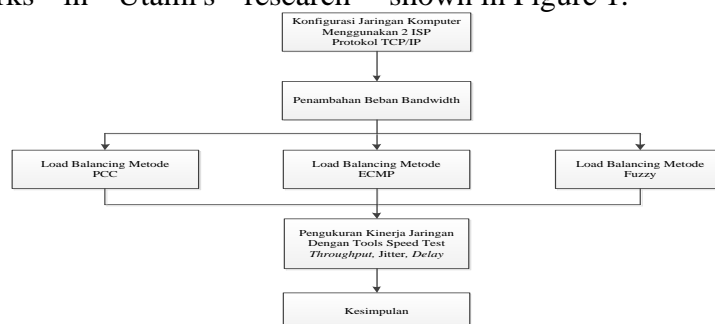 in Utami's research shown in Figure 1.
Konfigurasi Jaringan Komputer
Menggunakan 2 ISP
Protokol TCP/IP
Penambahan Beban Bandwidth
Load Balancing Metode
PCC
Load Balancing Metode
ECMP
Load Balancing Metode
Fuzzy
Pengukuran Kinerja Jaringan
Dengan Tools Speed Test
Throughput, Jitter, Delay
Kesimpulan